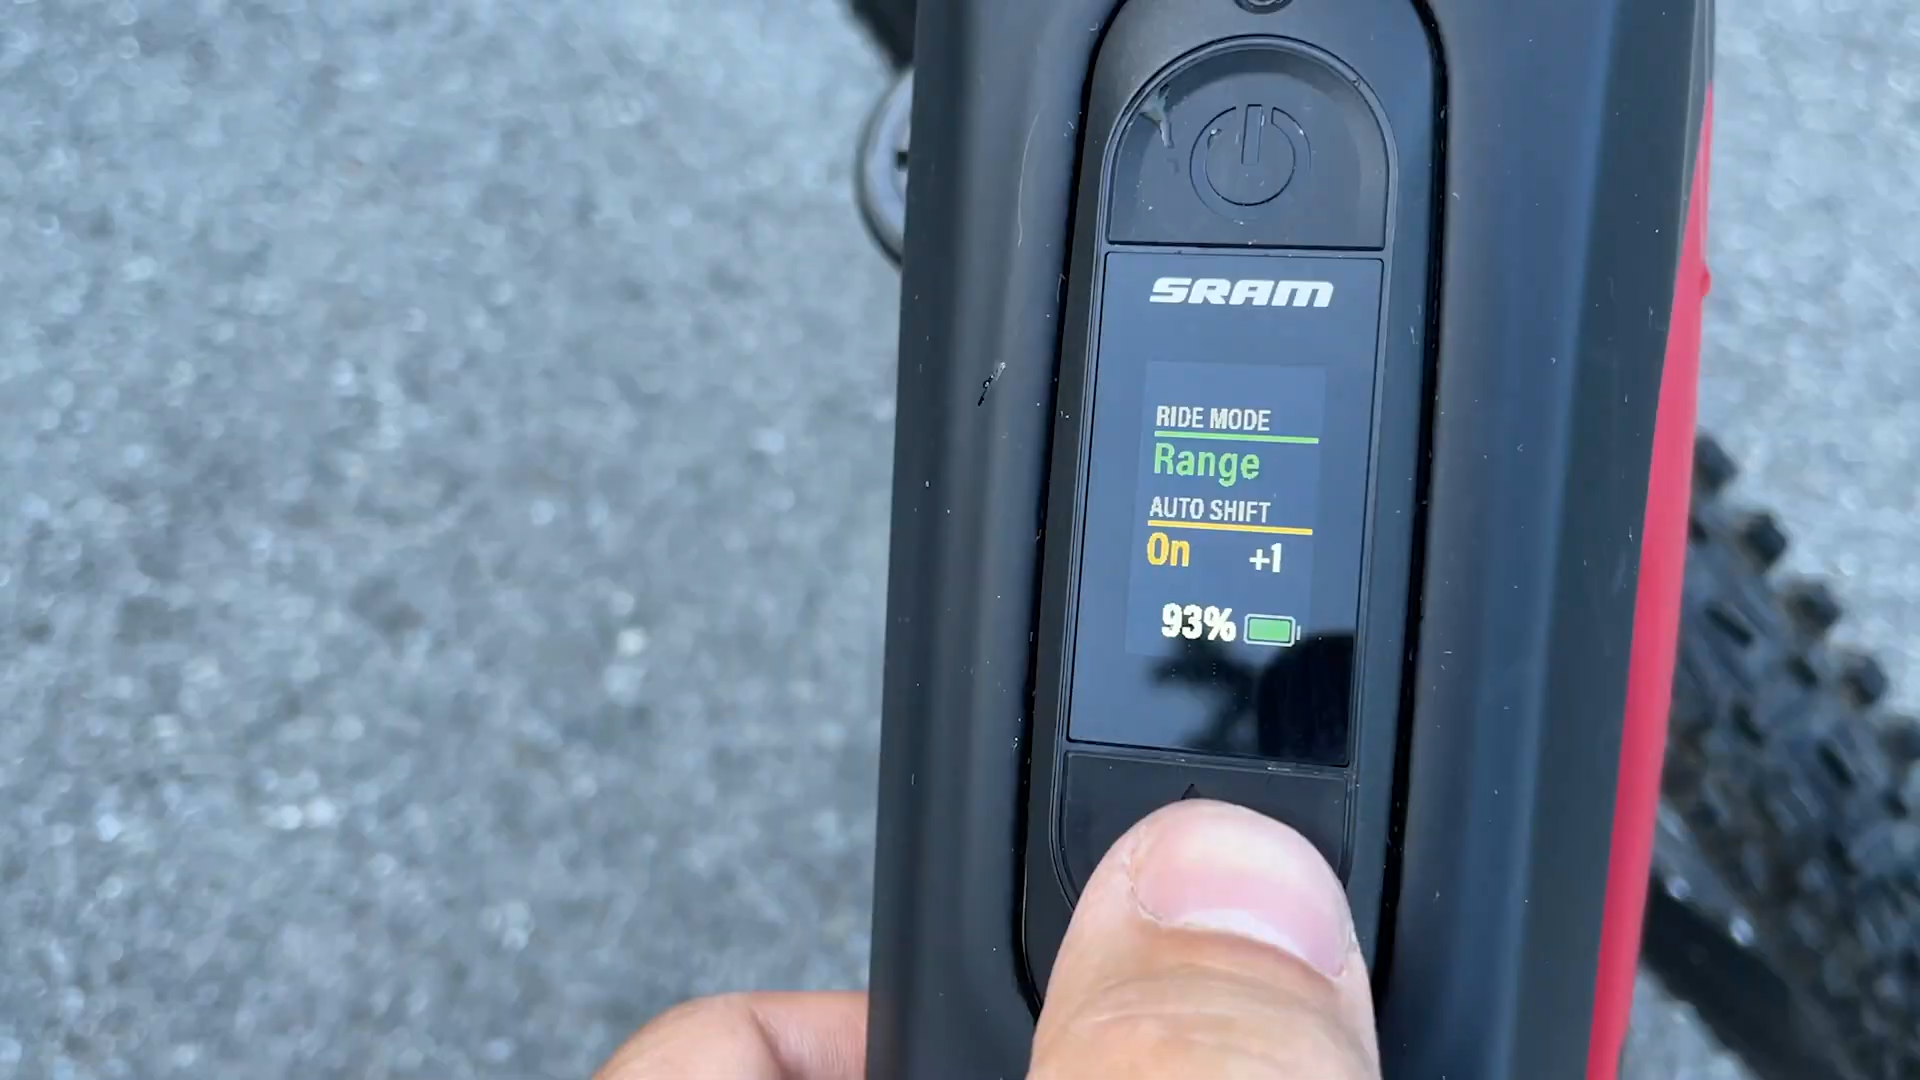 SRAM
RIDE MODE
Range
AUTO SHIFT
On +1
93%